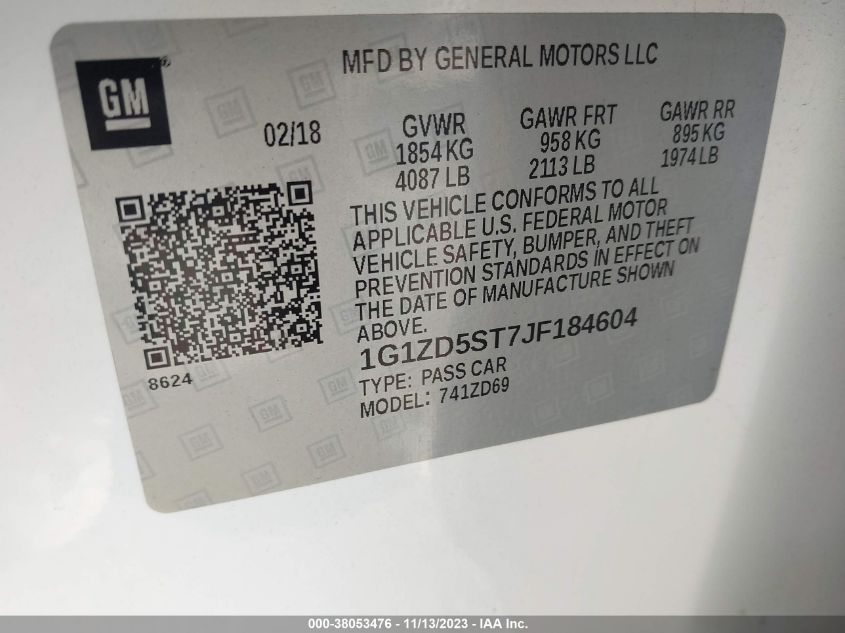 GM
MFD BY GENERAL MOTORS LLC
02/18
GVWR
1854 KG
4087 LB
GAWR FRT
958 KG
2113 LB
GAWR RR
895 KG
1974 LB
THIS VEHICLE CONFORMS TO ALL
APPLICABLE U.S. FEDERAL MOTOR
VEHICLE SAFETY, BUMPER, AND THEFT
PREVENTION STANDARDS IN EFFECT ON
THE DATE OF MANUFACTURE SHOWN
ABOVE.
1G1ZD5ST7JF184604
TYPE: PASS CAR
MODEL: 741ZD69
8624
000-38053476 - 11/13/2023 - IAA Inc.